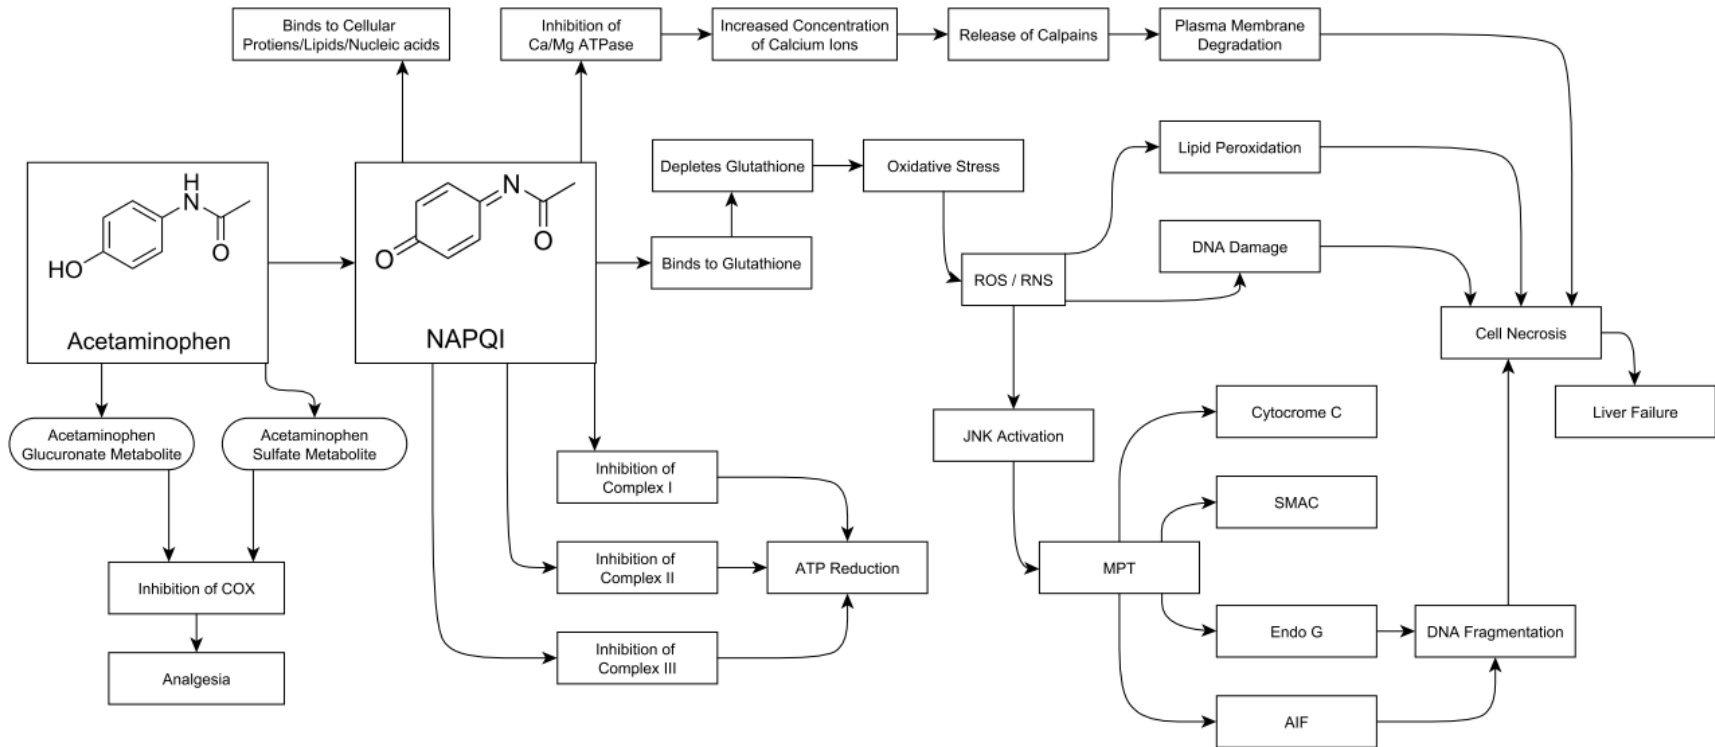 Binds to Cellular
Protiens/Lipids/Nucleic acids
Inhibition of
Ca/Mg ATPase
Increased Concentration
of Calcium Ions
Release of Calpains
Plasma Membrane
Degradation
Lipid Peroxidation
Depletes Glutathione
Oxidative Stress
H
N
O
HO
Acetaminophen
N
O
O
NAPQI
Binds to Glutathione
ROS / RNS
DNA Damage
Cell Necrosis
Liver Failure
Acetaminophen
Glucuronate Metabolite
Acetaminophen
Sulfate Metabolite
JNK Activation
Cytocrome C
Inhibition of
Complex I
SMAC
Inhibition of COX
Inhibition of
Complex II
ATP Reduction
MPT
Analgesia
Inhibition of
Complex III
Endo G
DNA Fragmentation
AIF